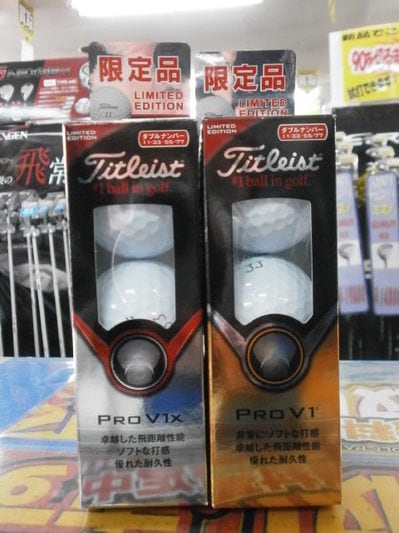 限定品
LIMITED
EDITION
限定品
LIMITED
EDITION
LIMITED
EDITION
ダブルナンバー
11・33・55・77
Titleist
#1 ball in golf.
PRO V1x
卓越した飛距離性能
ソフトな打感
優れた耐久性
LIMITED
EDITION
ダブルナンバー
11・33・55・77
Titleist
#1 ball in golf.
PRO V1
非常にソフトな打感
卓越した飛距離性能
優れた耐久性
飛